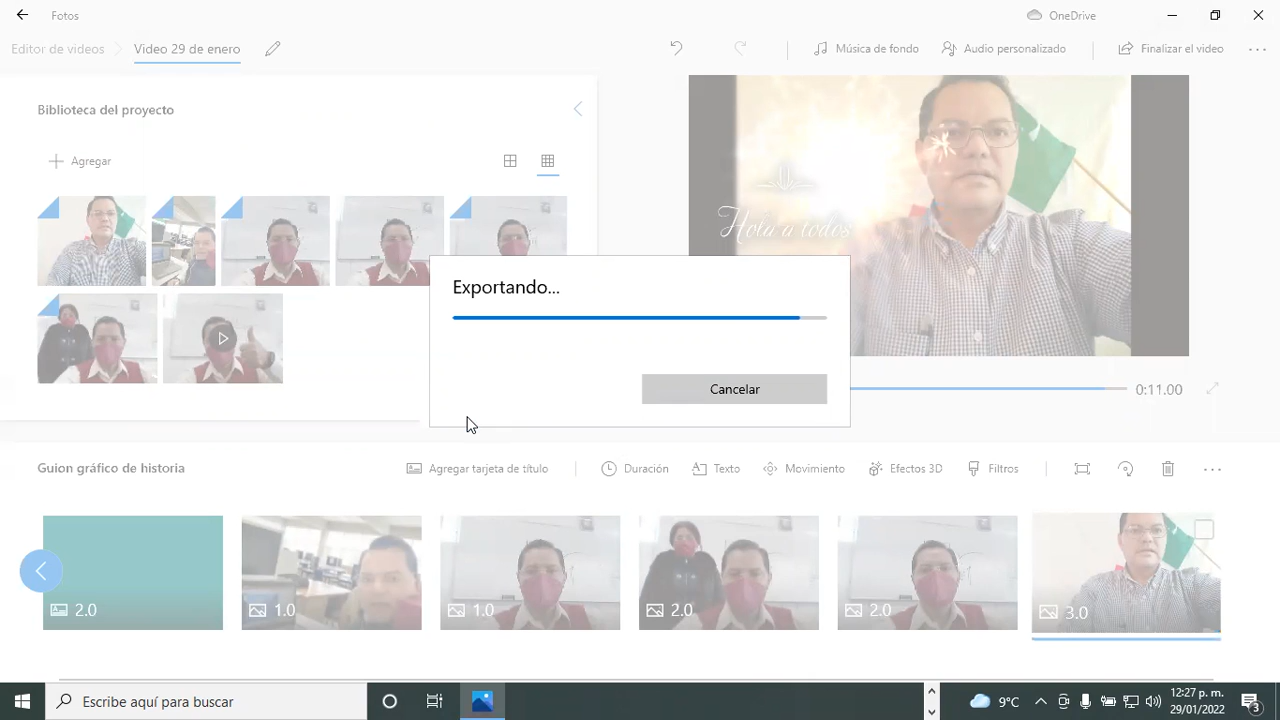 Fotos
OneDrive
Editor de videos
Video 29 de enero
Música de fondo
Audio personalizado
Finalizar el video
Biblioteca del proyecto
Agregar
Hola a todos
Exportando...
Cancelar
0:11.00
Guion gráfico de historia
Agregar tarjeta de título
Duración
Texto
Movimiento
Efectos 3D
Filtros
2.0
1.0
1.0
2.0
2.0
3.0
Escribe aquí para buscar
9°C
12:27 p. m.
29/01/2022
3